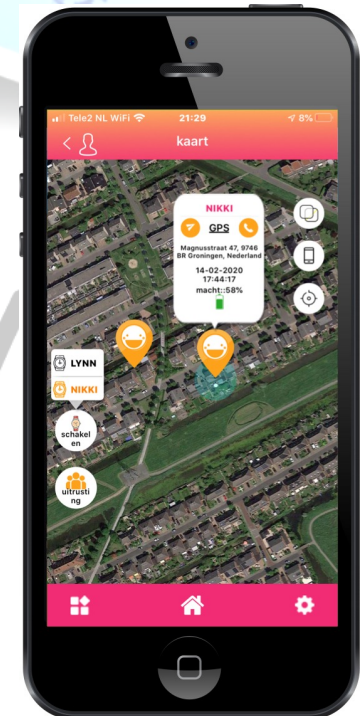 Tele2 NL WiFi 21:29 8%
kaart
NIKKI
GPS
Magnusstraat 47, 9746
BR Groningen, Nederland
14-02-2020
17:44:17
macht::58%
LYNN
NIKKI
schakel
en
uitrusti
ng